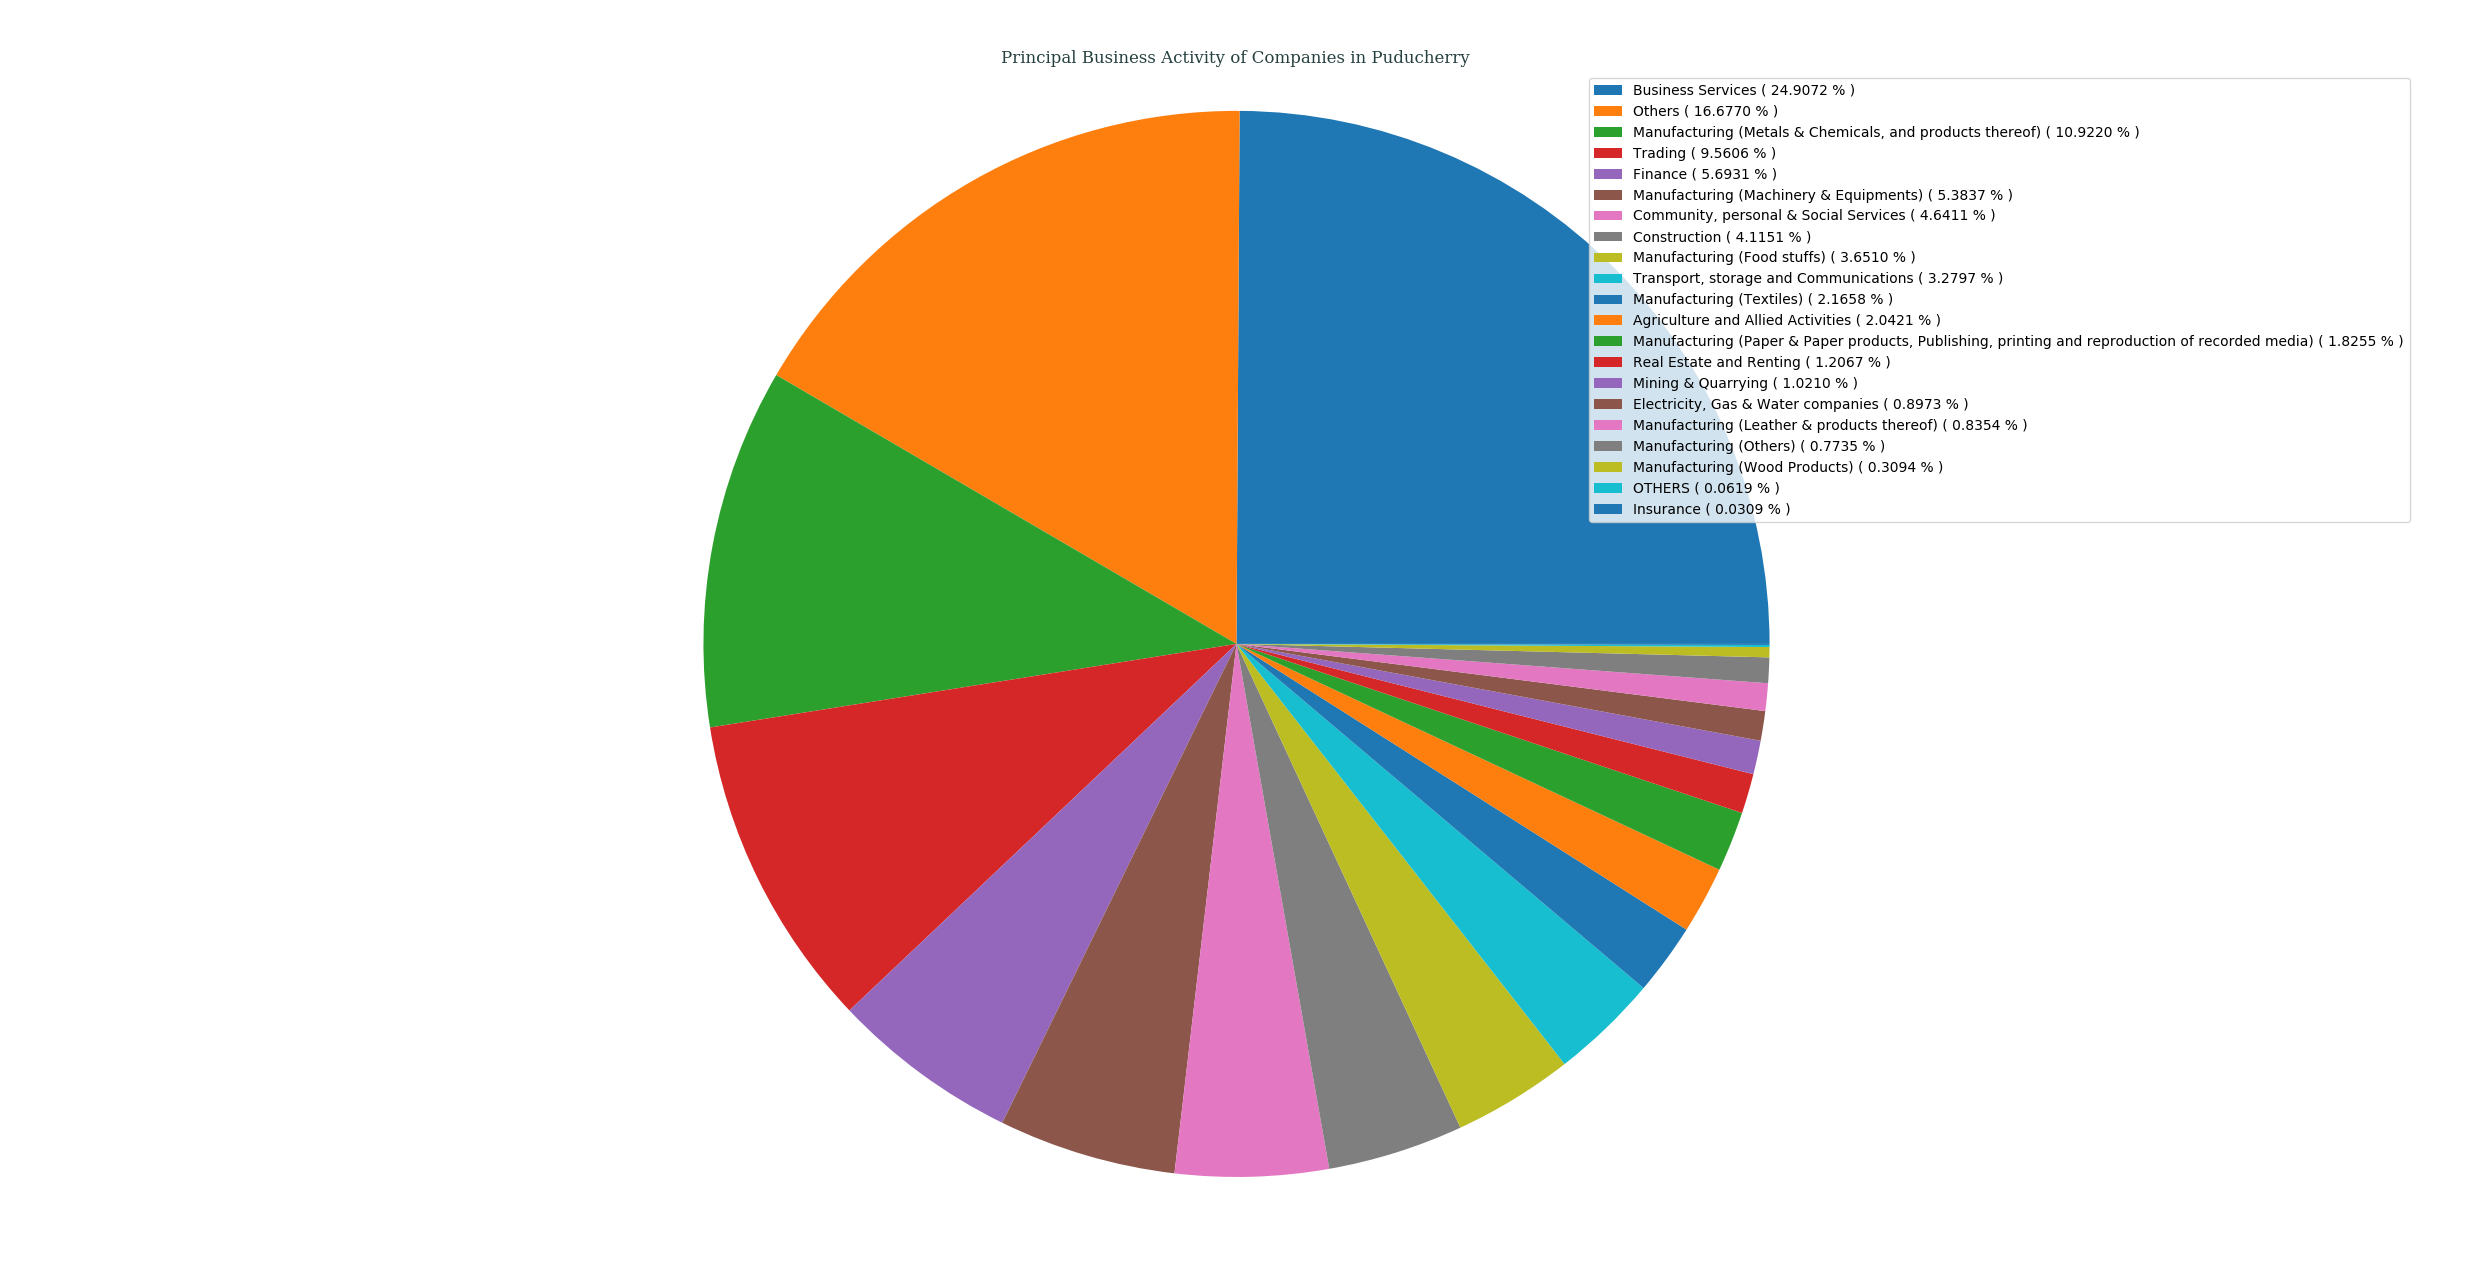 Principal Business Activity of Companies in Puducherry
Business Services ( 24.9072 % )
Others ( 16.6770 % )
Manufacturing (Metals & Chemicals, and products thereof) ( 10.9220 % )
Trading ( 9.5606 % )
Finance ( 5.6931 % )
Manufacturing (Machinery & Equipments) ( 5.3837 % )
Community, personal & Social Services ( 4.6411 % )
Construction ( 4.1151 % )
Manufacturing (Food stuffs) ( 3.6510 % )
Transport, storage and Communications ( 3.2797 % )
Manufacturing (Textiles) ( 2.1658 % )
Agriculture and Allied Activities ( 2.0421 % )
Manufacturing (Paper & Paper products, Publishing, printing and reproduction of recorded media) ( 1.8255 % )
Real Estate and Renting ( 1.2067 % )
Mining & Quarrying ( 1.0210 % )
Electricity, Gas & Water companies ( 0.8973 % )
Manufacturing (Leather & products thereof) ( 0.8354 % )
Manufacturing (Others) ( 0.7735 % )
Manufacturing (Wood Products) ( 0.3094 % )
OTHERS ( 0.0619 % )
Insurance ( 0.0309 % )